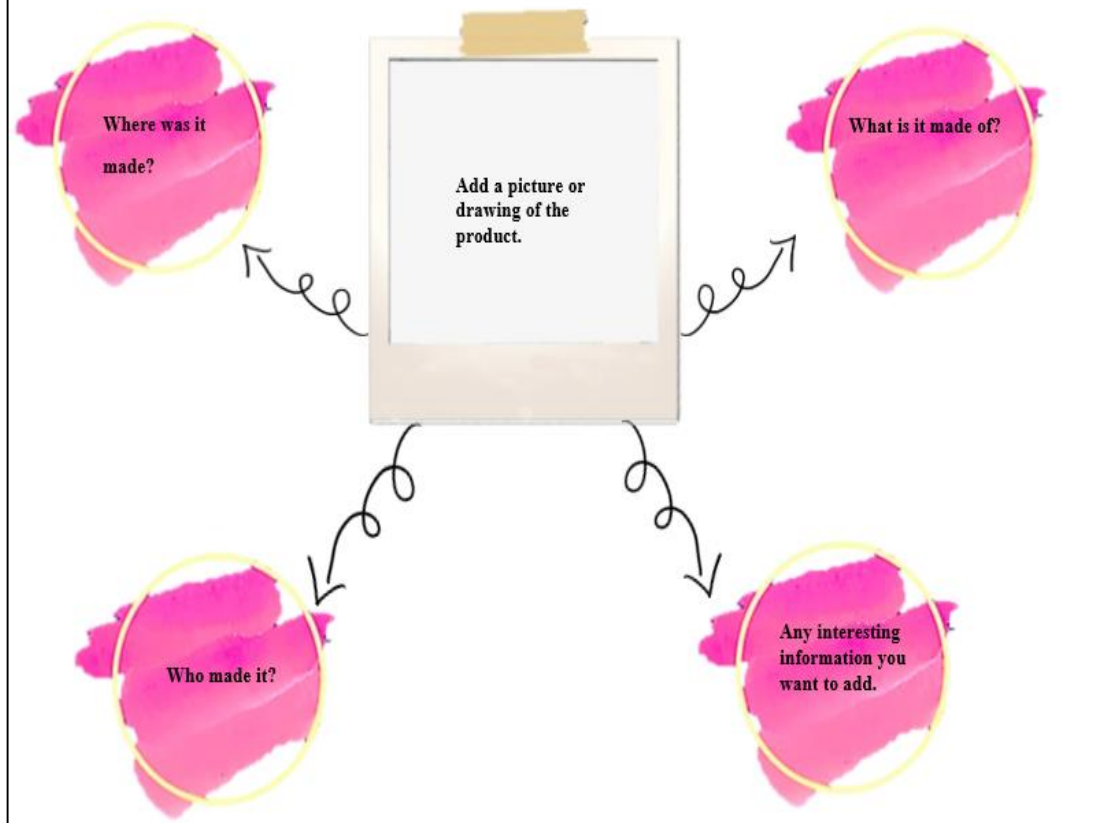 Where was it
made?
Add a picture or
drawing of the
product.
What is it made of?
Who made it?
Any interesting
information you
want to add.